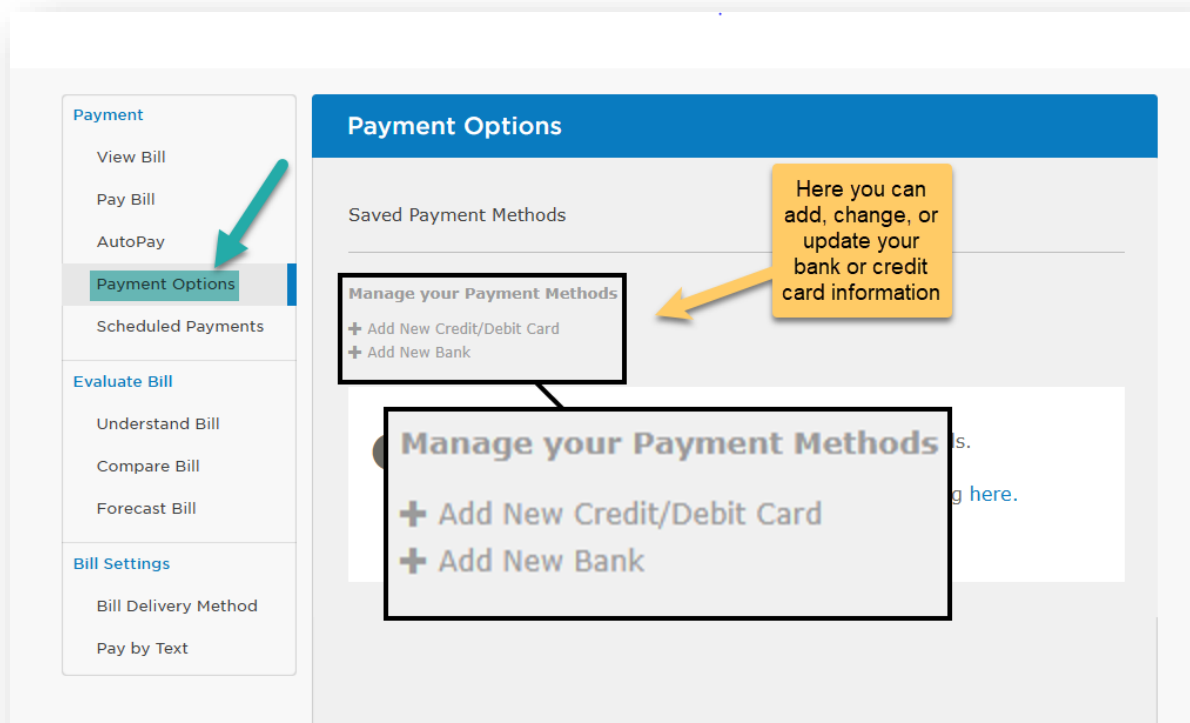 Payment
View Bill
Pay Bill
AutoPay
Payment Options
Scheduled Payments
Evaluate Bill
Understand Bill
Compare Bill
Forecast Bill
Bill Settings
Bill Delivery Method
Pay by Text
Payment Options
Saved Payment Methods
Here you can
add, change, or
update your
bank or credit
card information
Manage your Payment Methods
+ Add New Credit/Debit Card
+ Add New Bank
Manage your Payment Methods
+ Add New Credit/Debit Card
+ Add New Bank
here.